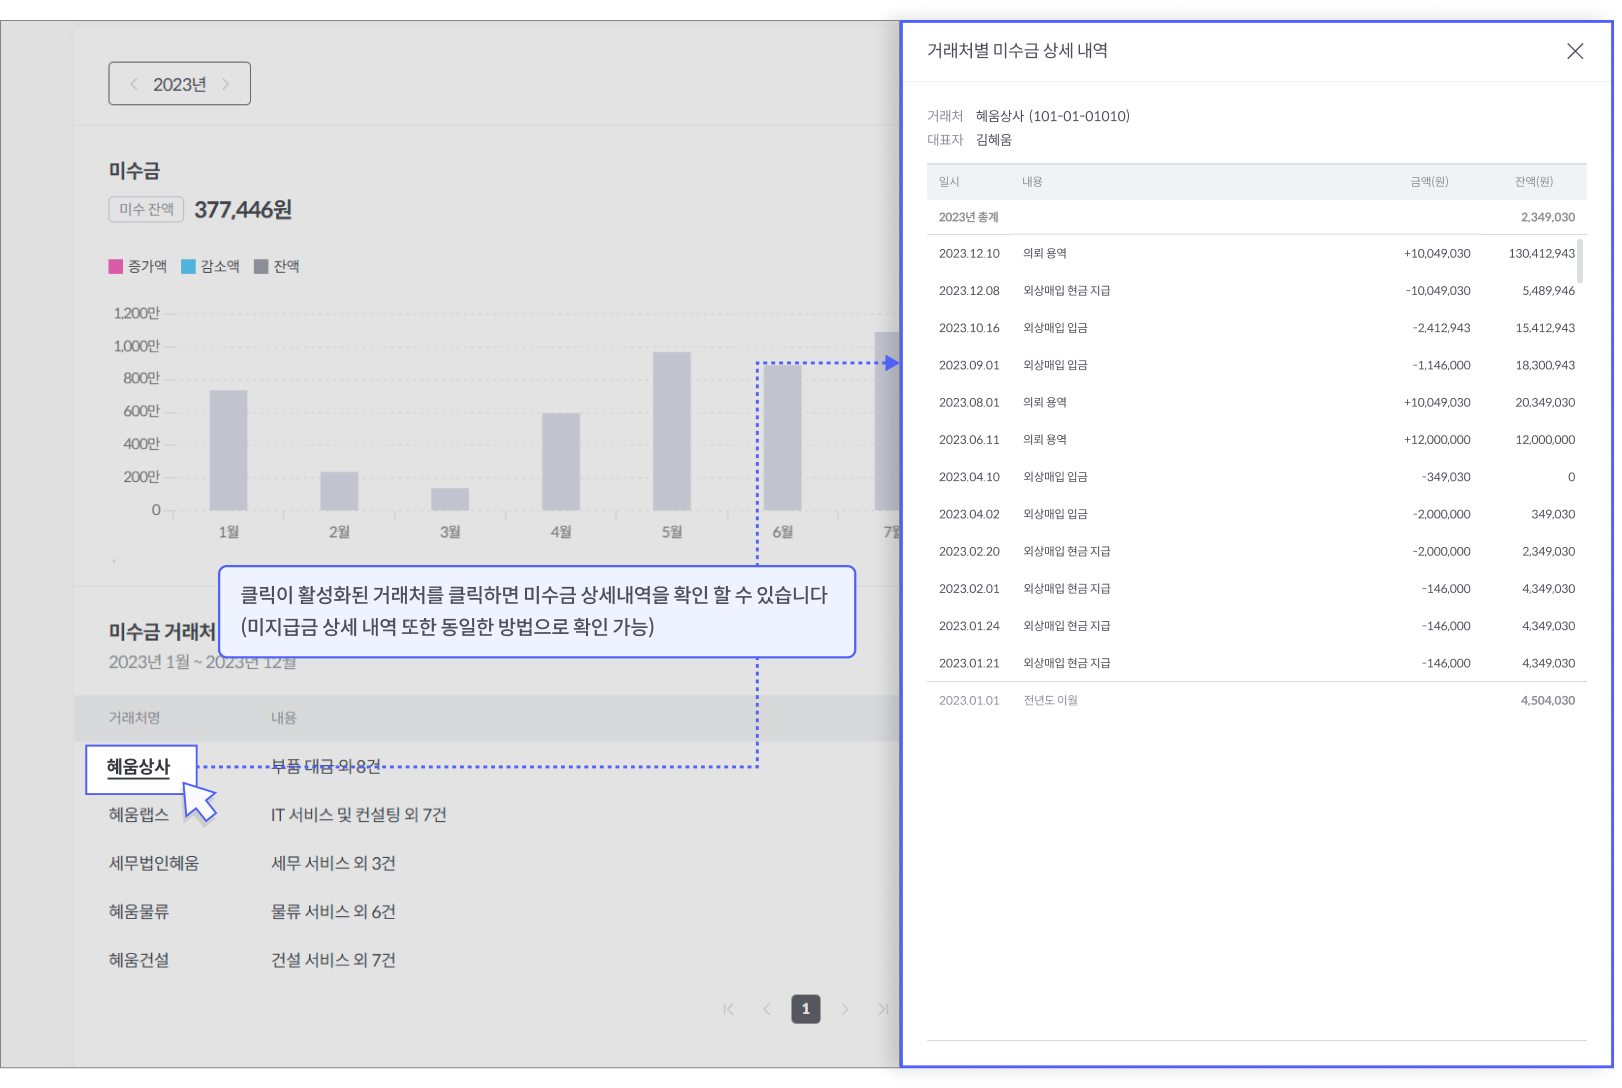 2023년
미수금
미수 잔액 377,446원
증가액 감소액 잔액
1,200만
1,000만
800만
600만
400만
200만
0
1월 2월 3월 4월 5월 6월 7월
클릭이 활성화된 거래처를 클릭하면 미수금 상세내역을 확인 할 수 있습니다
(미지급금 상세 내역 또한 동일한 방법으로 확인 가능)
미수금 거래처
2023년 1월 ~ 2023년 12월
거래처명 내용
혜움상사 부품 대금 외 8건
혜움랩스 IT 서비스 및 컨설팅 외 7건
세무법인혜움 세무 서비스 외 3건
혜움물류 물류 서비스 외 6건
혜움건설 건설 서비스 외 7건
1
거래처별 미수금 상세 내역
거래처 혜움상사 (101-01-01010)
대표자 김혜움
일시 내용 금액(원) 잔액(원)
2023년 총계 2,349,030
2023.12.10 의뢰 용역 +10,049,030 130,412,943
2023.12.08 외상매입 현금 지급 -10,049,030 5,489,946
2023.10.16 외상매입 입금 -2,412,943 15,412,943
2023.09.01 외상매입 입금 -1,146,000 18,300,943
2023.08.01 의뢰 용역 +10,049,030 20,349,030
2023.06.11 의뢰 용역 +12,000,000 12,000,000
2023.04.10 외상매입 입금 -349,030 0
2023.04.02 외상매입 입금 -2,000,000 349,030
2023.02.20 외상매입 현금 지급 -2,000,000 2,349,030
2023.02.01 외상매입 현금 지급 -146,000 4,349,030
2023.01.24 외상매입 현금 지급 -146,000 4,349,030
2023.01.21 외상매입 현금 지급 -146,000 4,349,030
2023.01.01 전년도 이월 4,504,030